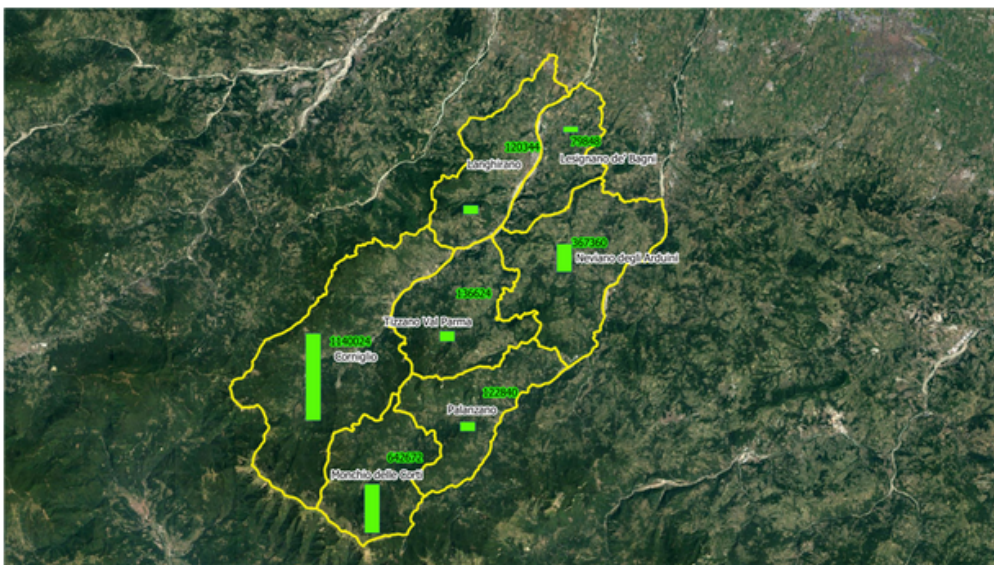 120344
Langhirano
79848
Lesignano de' Bagni
367360
Neviano degli Arduini
136624
Tizzano Val Parma
1140024
Corniglio
122840
Palanzano
642672
Monchio delle Corti